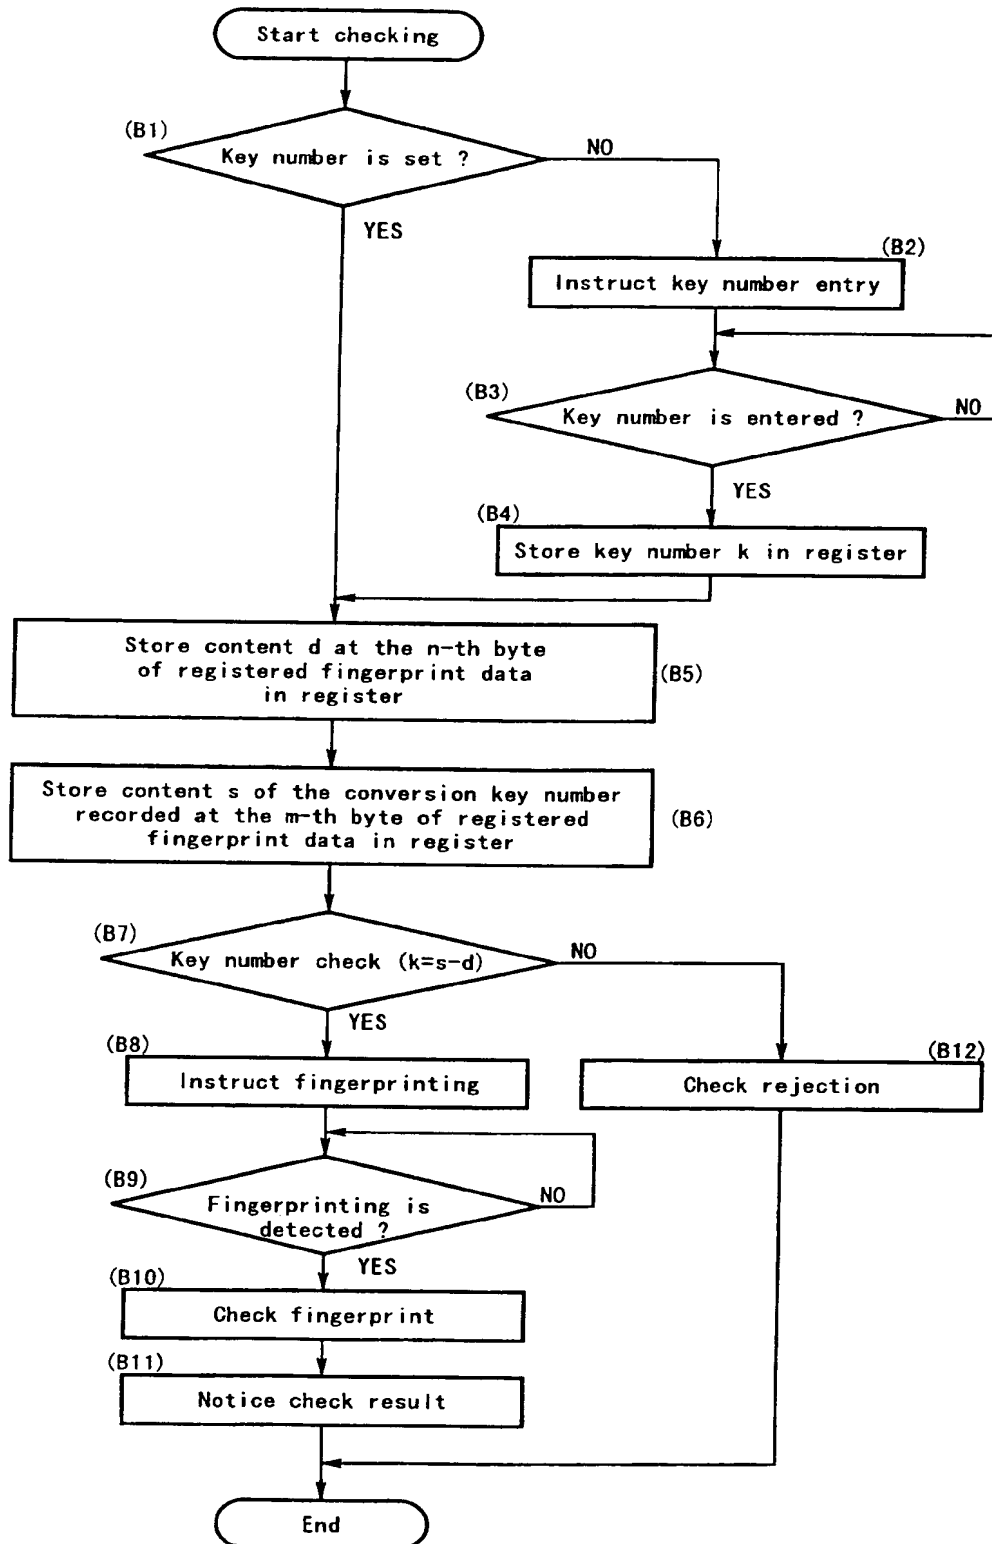 Start checking
(B1)
Key number is set ?
NO
YES
(B2)
Instruct key number entry
(B3)
Key number is entered ?
NO
YES
(B4)
Store key number k in register
Store content d at the n-th byte
of registered fingerprint data
in register
(B5)
Store content s of the conversion key number
recorded at the m-th byte of registered
fingerprint data in register
(B6)
(B7)
Key number check (k=s-d)
NO
YES
(B8)
Instruct fingerprinting
(B12)
Check rejection
(B9)
Fingerprinting is
detected ?
NO
YES
(B10)
Check fingerprint
(B11)
Notice check result
End